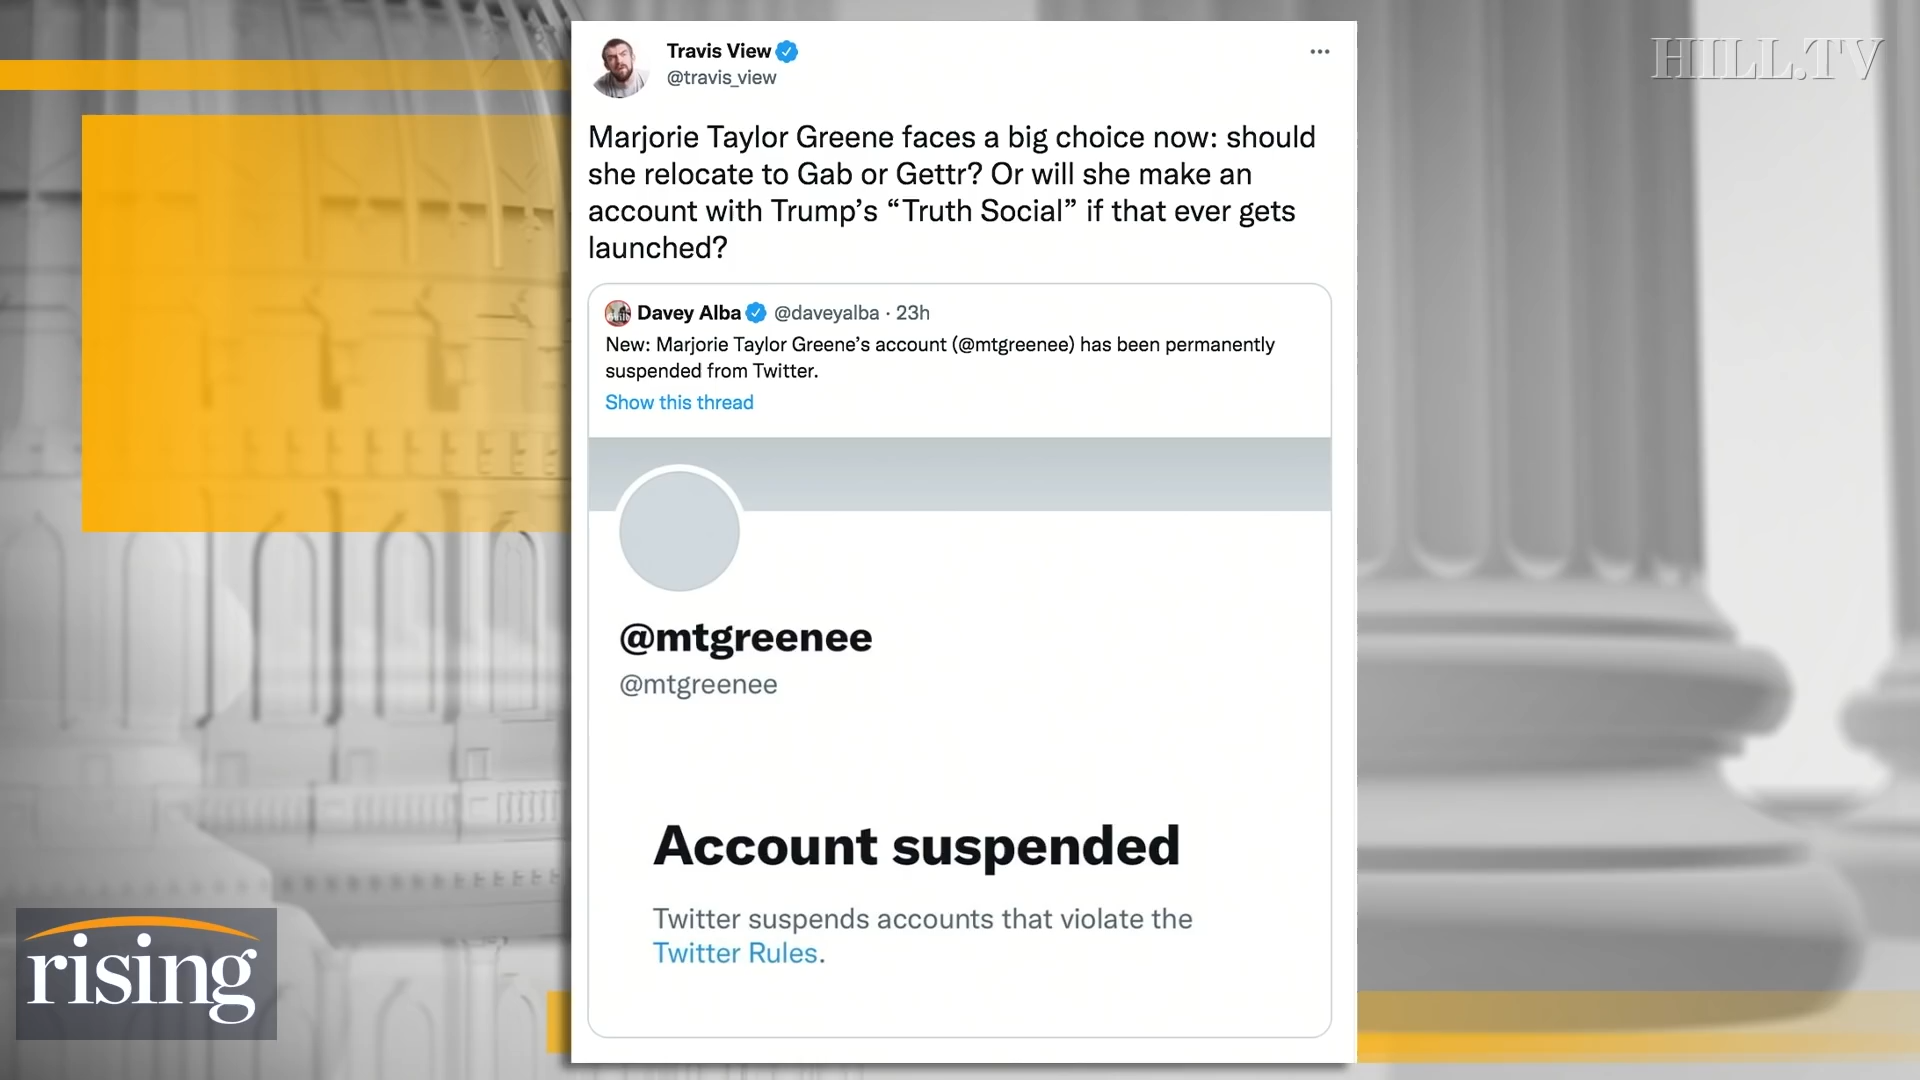 HILL.TV
Travis View
@travis_view
Marjorie Taylor Greene faces a big choice now: should
she relocate to Gab or Gettr? Or will she make an
account with Trump’s “Truth Social” if that ever gets
launched?
Davey Alba @daveyalba · 23h
New: Marjorie Taylor Greene’s account (@mtgreenee) has been permanently
suspended from Twitter.
Show this thread
@mtgreenee
@mtgreenee
Account suspended
Twitter suspends accounts that violate the
Twitter Rules.
rising